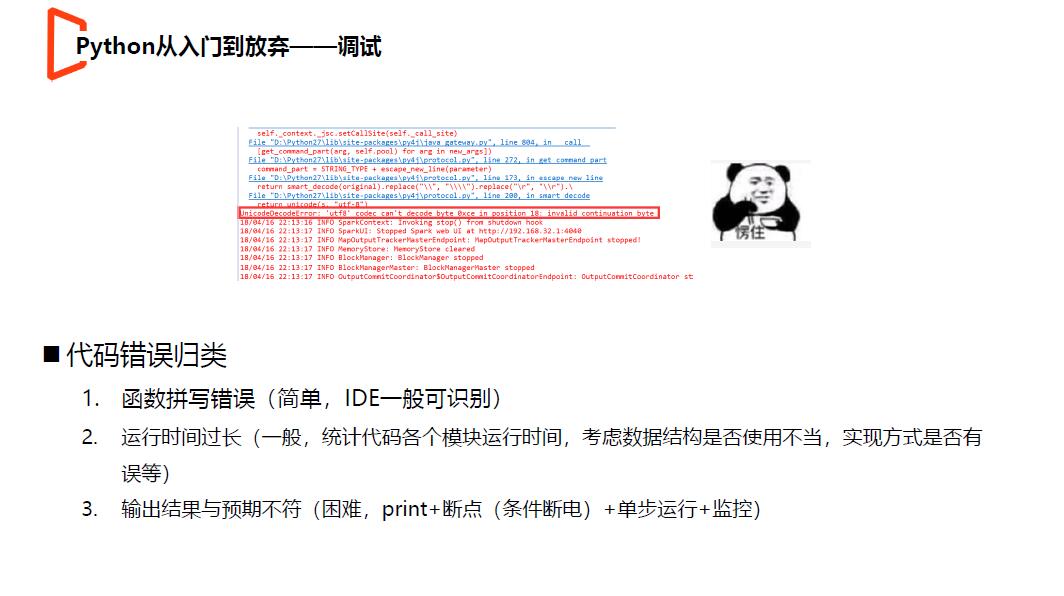 Python从入门到放弃——调试
self._context._jsc.setCallSite(self._call_site)
File "D:\Python27\lib\site-packages\py4j\java_gateway.py", line 804, in __call__
[get_command_part(arg, self.pool) for arg in new_args])
File "D:\Python27\lib\site-packages\py4j\protocol.py", line 272, in get_command_part
command_part = STRING_TYPE + escape_new_line(parameter)
File "D:\Python27\lib\site-packages\py4j\protocol.py", line 173, in escape_new_line
return smart_decode(original).replace("\\", "\\\\").replace("\r", "\\r").\
File "D:\Python27\lib\site-packages\py4j\protocol.py", line 200, in smart_decode
return unicode(s, "utf-8")
UnicodeDecodeError: 'utf8' codec can't decode byte 0xce in position 18: invalid continuation byte
18/04/16 22:13:16 INFO SparkContext: Invoking stop() from shutdown hook
18/04/16 22:13:17 INFO SparkUI: Stopped Spark web UI at http://192.168.32.1:4040
18/04/16 22:13:17 INFO MapOutputTrackerMasterEndpoint: MapOutputTrackerMasterEndpoint stopped!
18/04/16 22:13:17 INFO MemoryStore: MemoryStore cleared
18/04/16 22:13:17 INFO BlockManager: BlockManager stopped
18/04/16 22:13:17 INFO BlockManagerMaster: BlockManagerMaster stopped
18/04/16 22:13:17 INFO OutputCommitCoordinator$OutputCommitCoordinatorEndpoint: OutputCommitCoordinator st
愣住
■ 代码错误归类
1. 函数拼写错误（简单，IDE一般可识别）
2. 运行时间过长（一般，统计代码各个模块运行时间，考虑数据结构是否使用不当，实现方式是否有
误等）
3. 输出结果与预期不符（困难，print+断点（条件断电）+单步运行+监控）